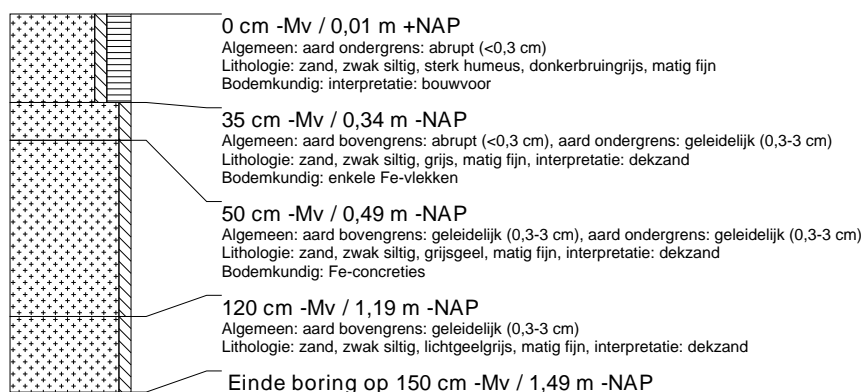 0 cm -Mv / 0,01 m +NAP
Algemeen: aard ondergrens: abrupt (<0,3 cm)
Lithologie: zand, zwak siltig, sterk humeus, donkerbruingrijs, matig fijn
Bodemkundig: interpretatie: bouwvoor
35 cm -Mv / 0,34 m -NAP
Algemeen: aard bovengrens: abrupt (<0,3 cm), aard ondergrens: geleidelijk (0,3-3 cm)
Lithologie: zand, zwak siltig, grijs, matig fijn, interpretatie: dekzand
Bodemkundig: enkele Fe-vlekken
50 cm -Mv / 0,49 m -NAP
Algemeen: aard bovengrens: geleidelijk (0,3-3 cm), aard ondergrens: geleidelijk (0,3-3 cm)
Lithologie: zand, zwak siltig, grijsgeel, matig fijn, interpretatie: dekzand
Bodemkundig: Fe-concreties
120 cm -Mv / 1,19 m -NAP
Algemeen: aard bovengrens: geleidelijk (0,3-3 cm)
Lithologie: zand, zwak siltig, lichtgeelgrijs, matig fijn, interpretatie: dekzand
Einde boring op 150 cm -Mv / 1,49 m -NAP